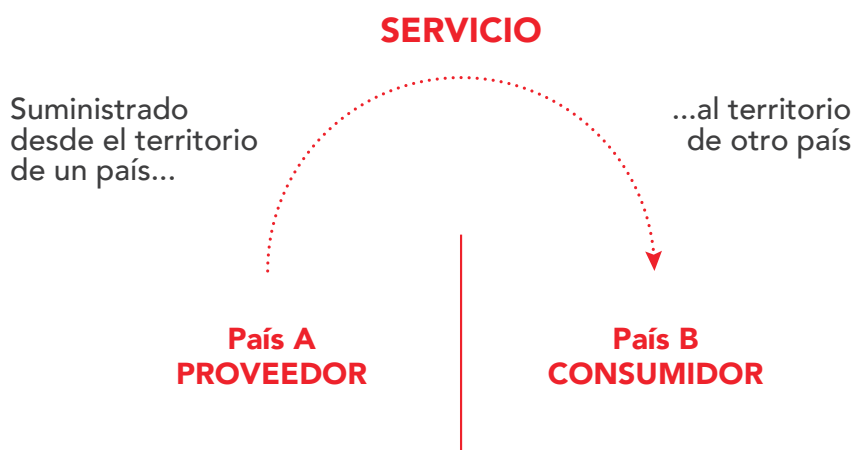 SERVICIO
Suministrado
desde el territorio
de un país...
...al territorio
de otro país
País A
PROVEEDOR
País B
CONSUMIDOR